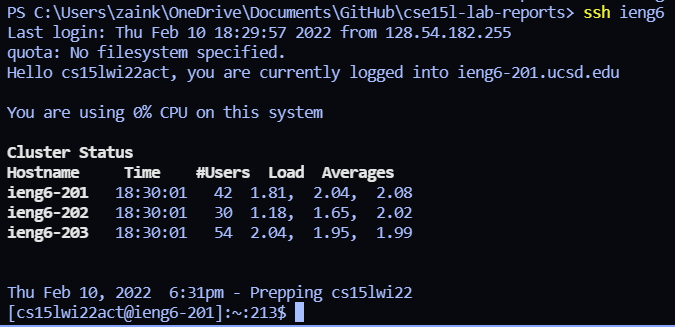 PS C:\Users\zaink\OneDrive\Documents\GitHub\cse15l-lab-reports> ssh ieng6
Last login: Thu Feb 10 18:29:57 2022 from 128.54.182.255
quota: No filesystem specified.
Hello cs15lwi22act, you are currently logged into ieng6-201.ucsd.edu
You are using 0% CPU on this system
Cluster Status
Hostname     Time    #Users  Load  Averages
ieng6-201   18:30:01   42  1.81,  2.04,  2.08
ieng6-202   18:30:01   30  1.18,  1.65,  2.02
ieng6-203   18:30:01   54  2.04,  1.95,  1.99
Thu Feb 10, 2022  6:31pm - Prepping cs15lwi22
[cs15lwi22act@ieng6-201]:~:213$